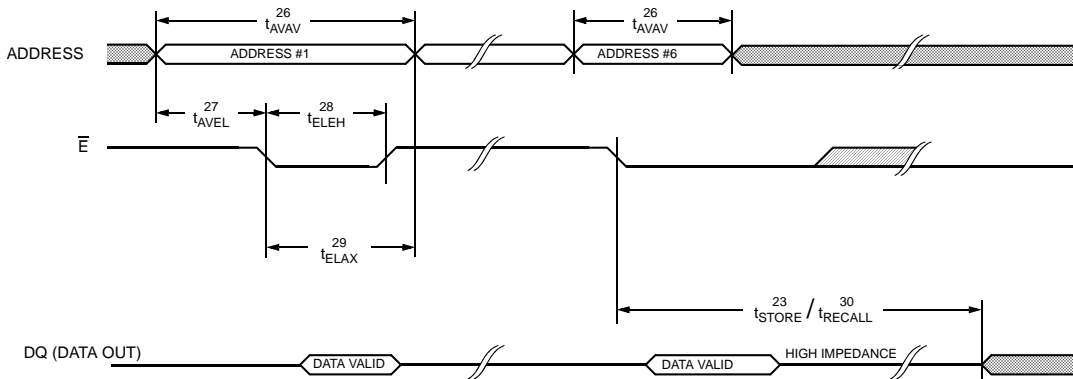 26 26
tAVAV tAVAV
ADDRESS ADDRESS #1 ADDRESS #6
27 28
tAVEL tELEH
E̅
29
tELAX
23 30
tSTORE / tRECALL
DQ (DATA OUT) DATA VALID DATA VALID HIGH IMPEDANCE